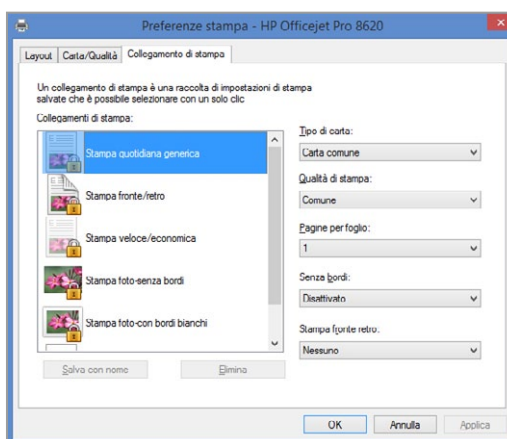 Preferenze stampa - HP Officejet Pro 8620
Layout Carta/Qualità Collegamento di stampa
Un collegamento di stampa è una raccolta di impostazioni di stampa
salvate che è possibile selezionare con un solo clic
Collegamenti di stampa:
Stampa quotidiana generica
Stampa fronte/retro
Stampa veloce/economica
Stampa foto-senza bordi
Stampa foto-con bordi bianchi
Salva con nome Elimina
Tipo di carta:
Carta comune
Qualità di stampa:
Comune
Pagine per foglio:
1
Senza bordi:
Disattivato
Stampa fronte retro:
Nessuno
OK Annulla Applica